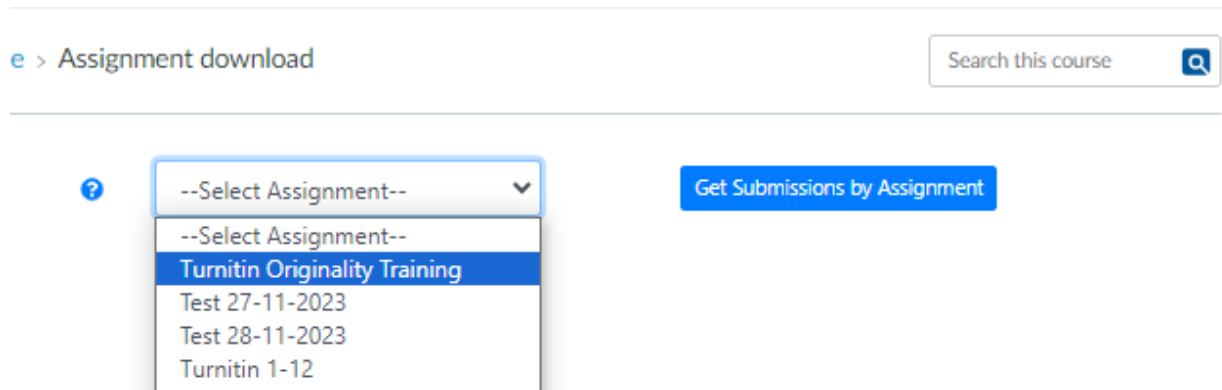 e > Assignment download
Search this course
--Select Assignment--
Get Submissions by Assignment
--Select Assignment--
Turnitin Originality Training
Test 27-11-2023
Test 28-11-2023
Turnitin 1-12